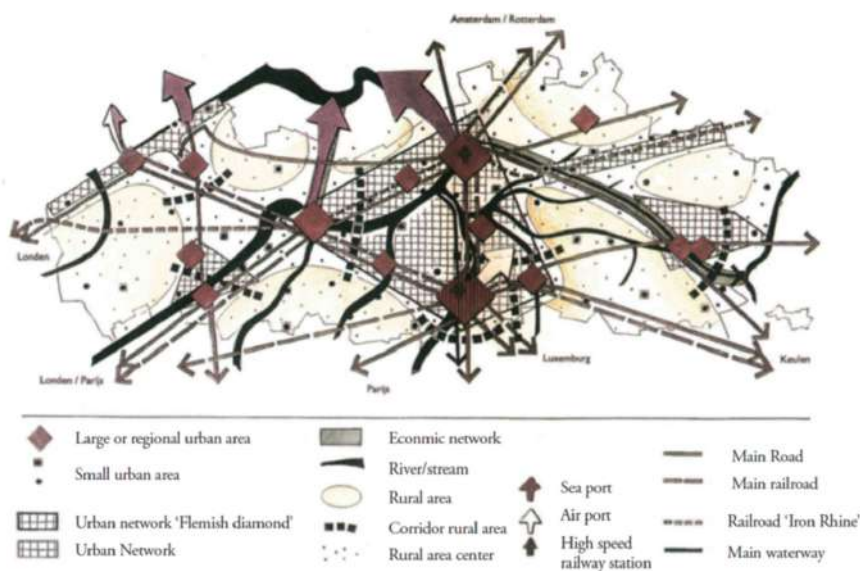 Amsterdam / Rotterdam
Londen
Londen / Parijs
Parijs
Luxemburg
Keulen
Large or regional urban area
Small urban area
Urban network 'Flemish diamond'
Urban Network
Econmic network
River/stream
Rural area
Corridor rural area
Rural area center
Sea port
Air port
High speed
railway station
Main Road
Main railroad
Railroad 'Iron Rhine'
Main waterway